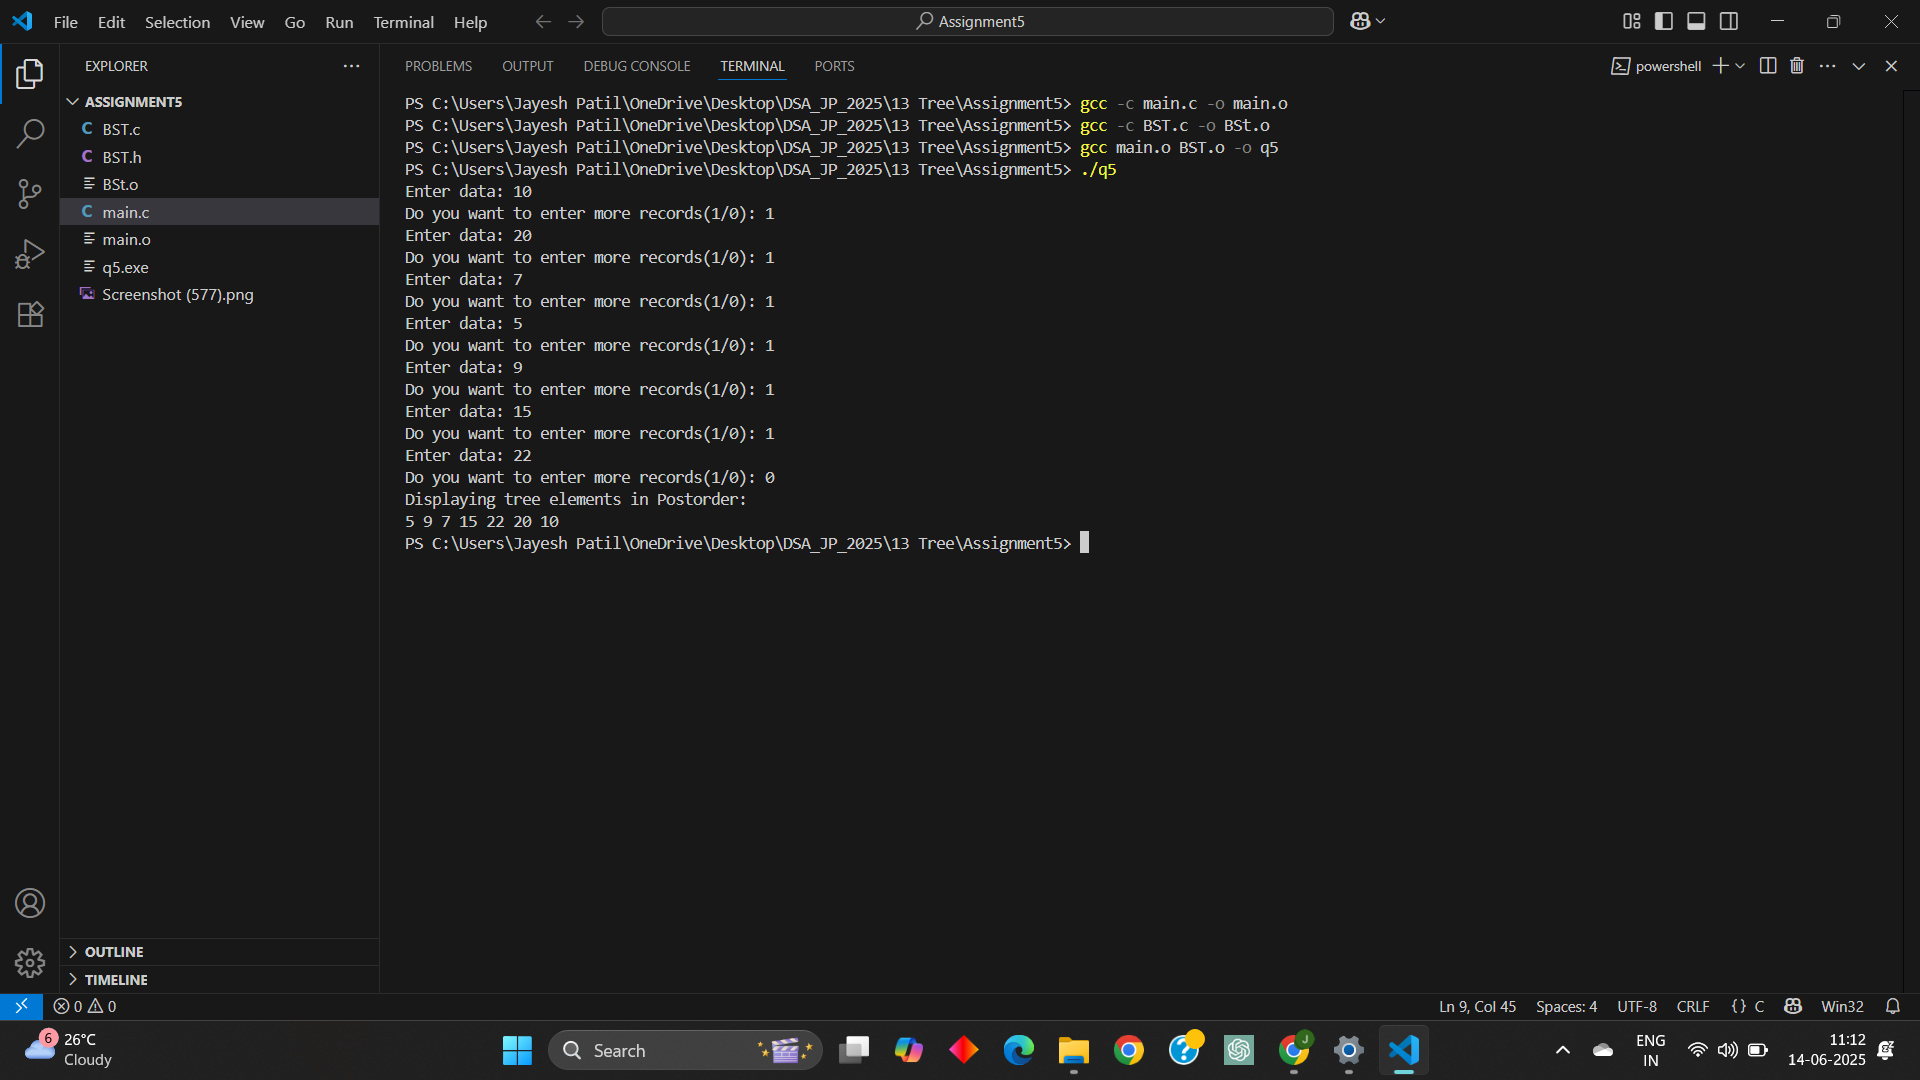 File Edit Selection View Go Run Terminal Help Assignment5
EXPLORER
ASSIGNMENT5
C BST.c
C BST.h
BSt.o
C main.c
main.o
q5.exe
Screenshot (577).png
OUTLINE
TIMELINE
PROBLEMS OUTPUT DEBUG CONSOLE TERMINAL PORTS powershell
PS C:\Users\Jayesh Patil\OneDrive\Desktop\DSA_JP_2025\13 Tree\Assignment5> gcc -c main.c -o main.o
PS C:\Users\Jayesh Patil\OneDrive\Desktop\DSA_JP_2025\13 Tree\Assignment5> gcc -c BST.c -o BSt.o
PS C:\Users\Jayesh Patil\OneDrive\Desktop\DSA_JP_2025\13 Tree\Assignment5> gcc main.o BST.o -o q5
PS C:\Users\Jayesh Patil\OneDrive\Desktop\DSA_JP_2025\13 Tree\Assignment5> ./q5
Enter data: 10
Do you want to enter more records(1/0): 1
Enter data: 20
Do you want to enter more records(1/0): 1
Enter data: 7
Do you want to enter more records(1/0): 1
Enter data: 5
Do you want to enter more records(1/0): 1
Enter data: 9
Do you want to enter more records(1/0): 1
Enter data: 15
Do you want to enter more records(1/0): 1
Enter data: 22
Do you want to enter more records(1/0): 0
Displaying tree elements in Postorder:
5 9 7 15 22 20 10
PS C:\Users\Jayesh Patil\OneDrive\Desktop\DSA_JP_2025\13 Tree\Assignment5>
0 0 Ln 9, Col 45 Spaces: 4 UTF-8 CRLF {} C Win32
6 26°C
Cloudy
Search
J
ENG
IN
11:12
14-06-2025